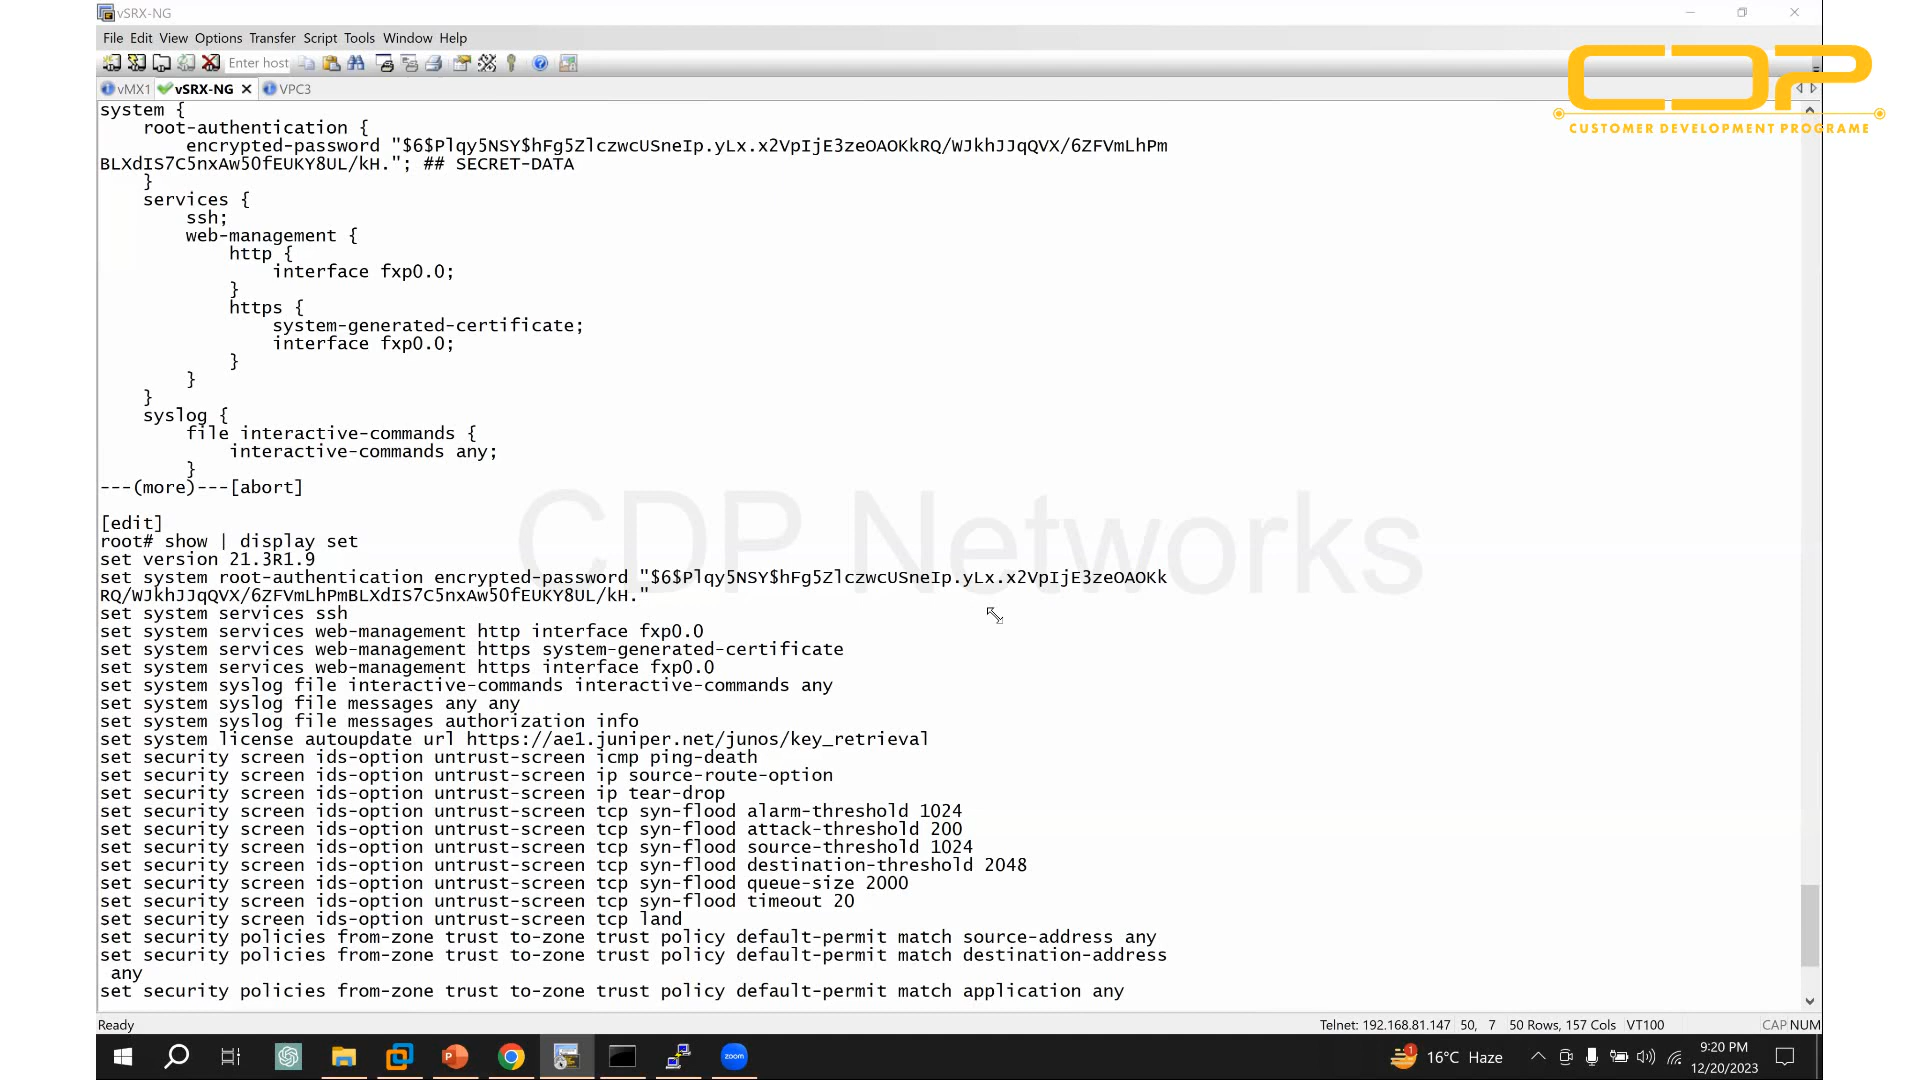 vSRX-NG
File Edit View Options Transfer Script Tools Window Help
Enter host
vMX1 vSRX-NG VPC3
CDP
CUSTOMER DEVELOPMENT PROGRAME
system {
    root-authentication {
        encrypted-password "$6$Plqy5NSY$hFg5ZlczwcUSneIp.yLx.x2VpIjE3zeOAOKkRQ/WJkhJJqQVX/6ZFVmLhPm
BLXdIS7C5nxAw5OfEUKY8UL/kH."; ## SECRET-DATA
    }
    services {
        ssh;
        web-management {
            http {
                interface fxp0.0;
            }
            https {
                system-generated-certificate;
                interface fxp0.0;
            }
        }
    }
    syslog {
        file interactive-commands {
            interactive-commands any;
        }
---(more)---[abort]
CDP Networks
[edit]
root# show | display set
set version 21.3R1.9
set system root-authentication encrypted-password "$6$Plqy5NSY$hFg5ZlczwcUSneIp.yLx.x2VpIjE3zeOAOKk
RQ/WJkhJJqQVX/6ZFVmLhPmBLXdIS7C5nxAw5OfEUKY8UL/kH."
set system services ssh
set system services web-management http interface fxp0.0
set system services web-management https system-generated-certificate
set system services web-management https interface fxp0.0
set system syslog file interactive-commands interactive-commands any
set system syslog file messages any any
set system syslog file messages authorization info
set system license autoupdate url https://ae1.juniper.net/junos/key_retrieval
set security screen ids-option untrust-screen icmp ping-death
set security screen ids-option untrust-screen ip source-route-option
set security screen ids-option untrust-screen ip tear-drop
set security screen ids-option untrust-screen tcp syn-flood alarm-threshold 1024
set security screen ids-option untrust-screen tcp syn-flood attack-threshold 200
set security screen ids-option untrust-screen tcp syn-flood source-threshold 1024
set security screen ids-option untrust-screen tcp syn-flood destination-threshold 2048
set security screen ids-option untrust-screen tcp syn-flood queue-size 2000
set security screen ids-option untrust-screen tcp syn-flood timeout 20
set security screen ids-option untrust-screen tcp land
set security policies from-zone trust to-zone trust policy default-permit match source-address any
set security policies from-zone trust to-zone trust policy default-permit match destination-address
 any
set security policies from-zone trust to-zone trust policy default-permit match application any
Ready Telnet: 192.168.81.147 50, 7 50 Rows, 157 Cols VT100 CAP NUM
zoom
1
16°C Haze
9:20 PM
12/20/2023